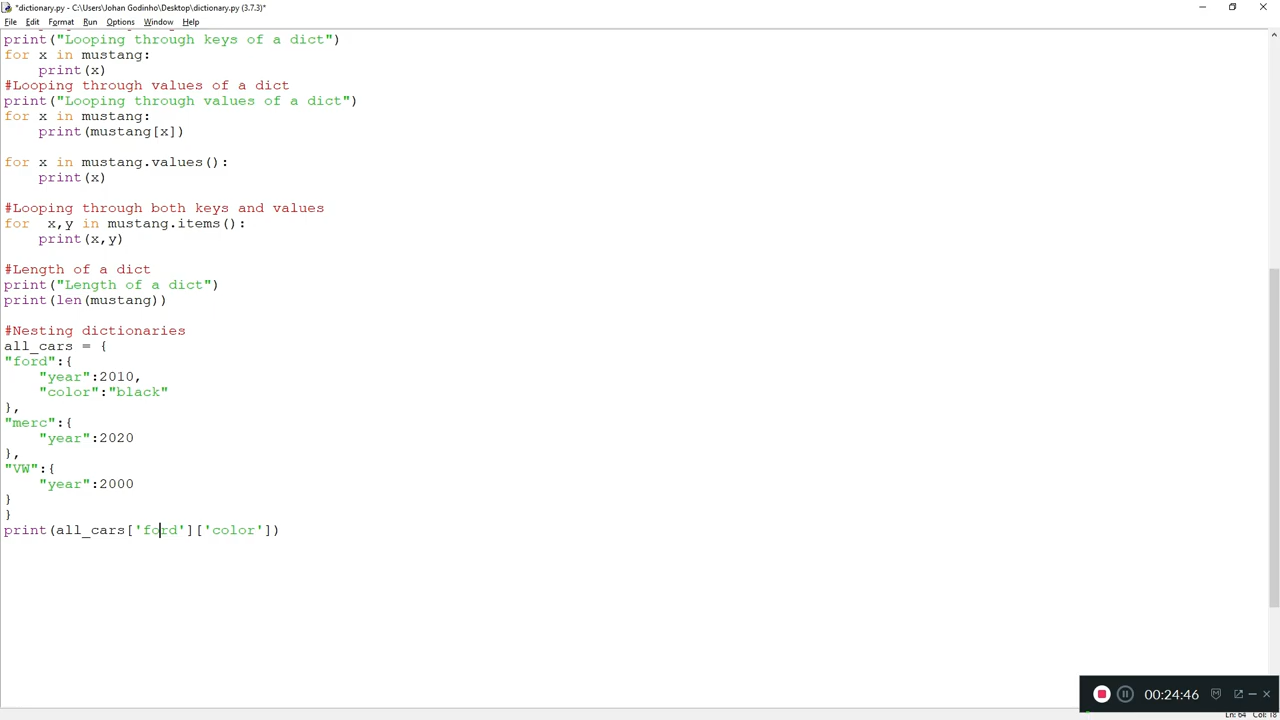 *dictionary.py - C:\Users\Johan Godinho\Desktop\dictionary.py (3.7.3)*
File Edit Format Run Options Window Help
print("Looping through keys of a dict")
for x in mustang:
    print(x)
#Looping through values of a dict
print("Looping through values of a dict")
for x in mustang:
    print(mustang[x])
for x in mustang.values():
    print(x)
#Looping through both keys and values
for  x,y in mustang.items():
    print(x,y)
#Length of a dict
print("Length of a dict")
print(len(mustang))
#Nesting dictionaries
all_cars = {
"ford":{
    "year":2010,
    "color":"black"
},
"merc":{
    "year":2020
},
"VW":{
    "year":2000
}
}
print(all_cars['ford']['color'])
00:24:46
Ln: 64 Col: 18